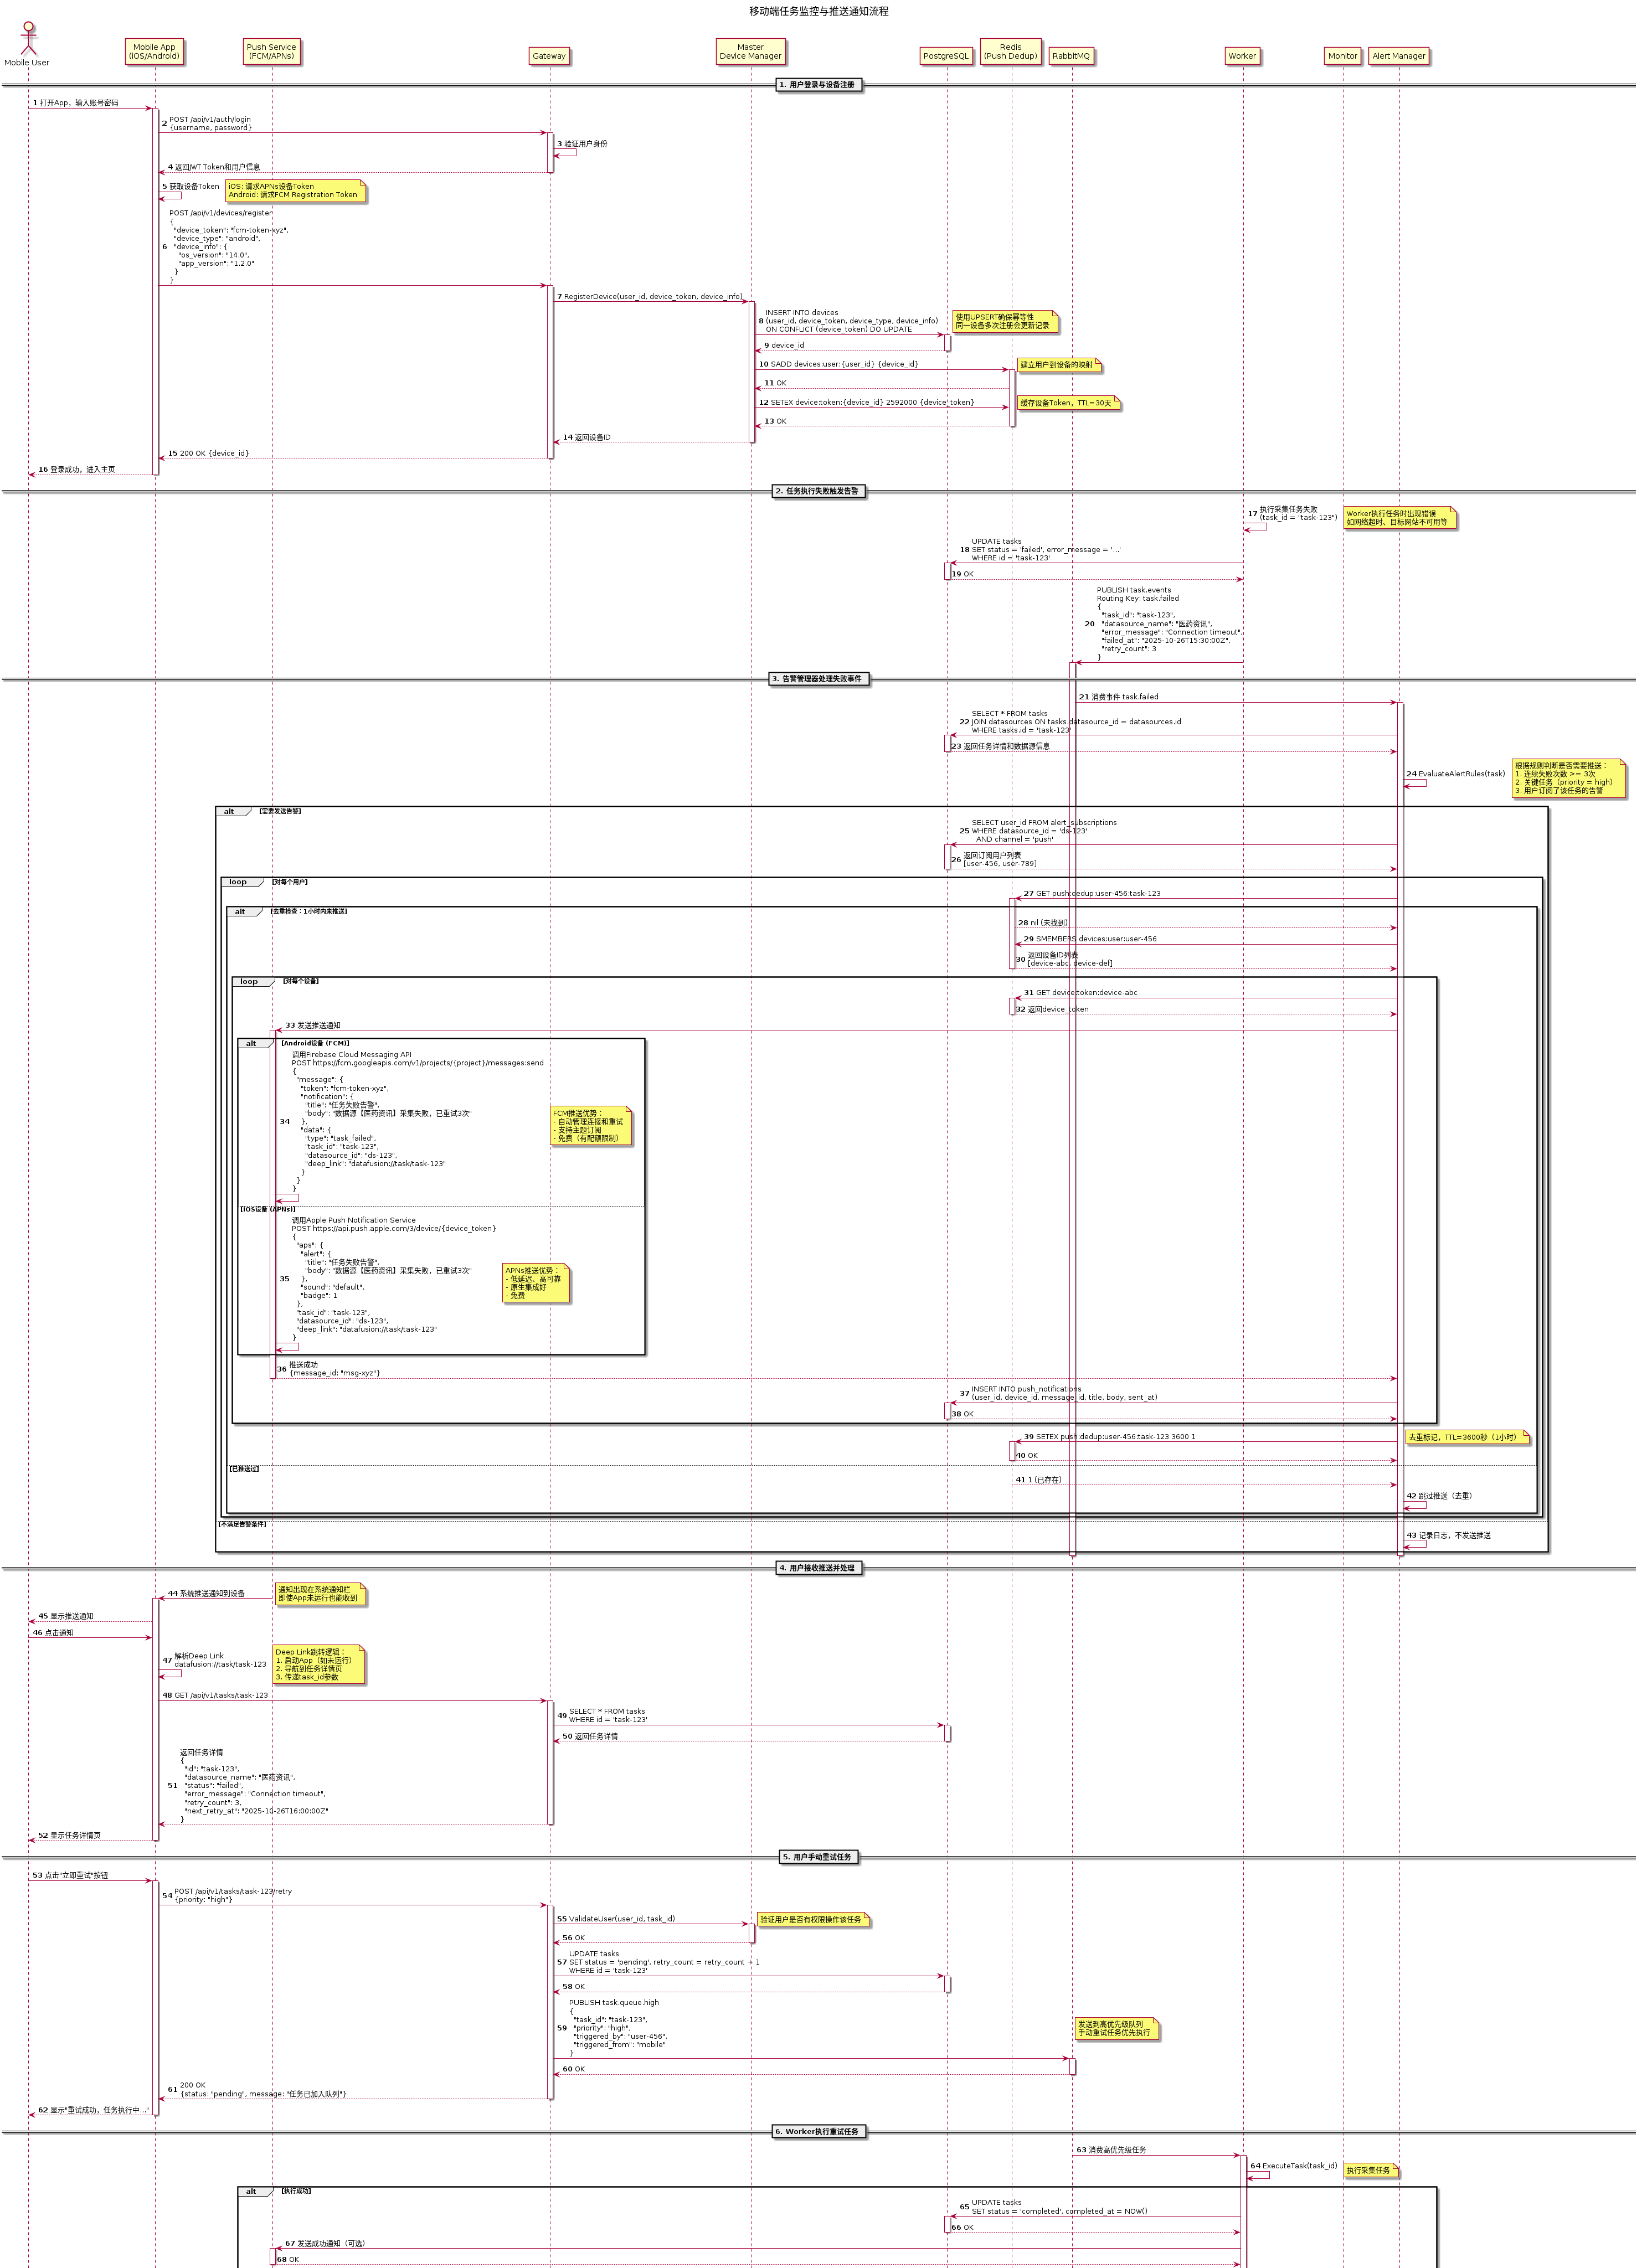 移动端任务监控与推送通知流程
Mobile User
Mobile App
(iOS/Android)
Push Service
(FCM/APNs)
Gateway
Master
Device Manager
PostgreSQL
Redis
(Push Dedup)
RabbitMQ
Worker
Monitor
Alert Manager
1. 用户登录与设备注册
1 打开App，输入账号密码
2 POST /api/v1/auth/login
{username, password}
3 验证用户身份
4 返回JWT Token和用户信息
5 获取设备Token
iOS: 请求APNs设备Token
Android: 请求FCM Registration Token
6 POST /api/v1/devices/register
{
"device_token": "fcm-token-xyz",
"device_type": "android",
"device_info": {
"os_version": "14.0",
"app_version": "1.2.0"
}
}
7 RegisterDevice(user_id, device_token, device_info)
8 INSERT INTO devices
(user_id, device_token, device_type, device_info)
ON CONFLICT (device_token) DO UPDATE
使用UPSERT确保幂等性
同一设备多次注册会更新记录
9 device_id
10 SADD devices:user:{user_id} {device_id}
建立用户到设备的映射
11 OK
12 SETEX device:token:{device_id} 2592000 {device_token}
缓存设备Token，TTL=30天
13 OK
14 返回设备ID
15 200 OK {device_id}
16 登录成功，进入主页
2. 任务执行失败触发告警
17 执行采集任务失败
(task_id = "task-123")
Worker执行任务时出现错误
如网络超时、目标网站不可用等
18 UPDATE tasks
SET status = 'failed', error_message = '...'
WHERE id = 'task-123'
19 OK
20 PUBLISH task.events
Routing Key: task.failed
{
"task_id": "task-123",
"datasource_name": "医药资讯",
"error_message": "Connection timeout",
"failed_at": "2025-10-26T15:30:00Z",
"retry_count": 3
}
3. 告警管理器处理失败事件
21 消费事件 task.failed
22 SELECT * FROM tasks
JOIN datasources ON tasks.datasource_id = datasources.id
WHERE tasks.id = 'task-123'
23 返回任务详情和数据源信息
24 EvaluateAlertRules(task)
根据规则判断是否需要推送：
1. 连续失败次数 >= 3次
2. 关键任务（priority = high）
3. 用户订阅了该任务的告警
alt [需要发送告警]
25 SELECT user_id FROM alert_subscriptions
WHERE datasource_id = 'ds-123'
AND channel = 'push'
26 返回订阅用户列表
[user-456, user-789]
loop [对每个用户]
27 GET push:dedup:user-456:task-123
alt [去重检查：1小时内未推送]
28 nil (未找到)
29 SMEMBERS devices:user:user-456
30 返回设备ID列表
[device-abc, device-def]
loop [对每个设备]
31 GET device:token:device-abc
32 返回device_token
33 发送推送通知
alt [Android设备 (FCM)]
34 调用Firebase Cloud Messaging API
POST https://fcm.googleapis.com/v1/projects/{project}/messages:send
{
"message": {
"token": "fcm-token-xyz",
"notification": {
"title": "任务失败告警",
"body": "数据源【医药资讯】采集失败，已重试3次"
},
"data": {
"type": "task_failed",
"task_id": "task-123",
"datasource_id": "ds-123",
"deep_link": "datafusion://task/task-123"
}
}
}
FCM推送优势：
- 自动管理连接和重试
- 支持主题订阅
- 免费（有配额限制）
[iOS设备 (APNs)]
35 调用Apple Push Notification Service
POST https://api.push.apple.com/3/device/{device_token}
{
"aps": {
"alert": {
"title": "任务失败告警",
"body": "数据源【医药资讯】采集失败，已重试3次"
},
"sound": "default",
"badge": 1
},
"task_id": "task-123",
"datasource_id": "ds-123",
"deep_link": "datafusion://task/task-123"
}
APNs推送优势：
- 低延迟、高可靠
- 原生集成好
- 免费
36 推送成功
{message_id: "msg-xyz"}
37 INSERT INTO push_notifications
(user_id, device_id, message_id, title, body, sent_at)
38 OK
39 SETEX push:dedup:user-456:task-123 3600 1
去重标记，TTL=3600秒（1小时）
40 OK
[已推送过]
41 1 (已存在)
42 跳过推送（去重）
[不满足告警条件]
43 记录日志，不发送推送
4. 用户接收推送并处理
44 系统推送通知到设备
通知出现在系统通知栏
即使App未运行也能收到
45 显示推送通知
46 点击通知
47 解析Deep Link
datafusion://task/task-123
Deep Link跳转逻辑：
1. 启动App（如未运行）
2. 导航到任务详情页
3. 传递task_id参数
48 GET /api/v1/tasks/task-123
49 SELECT * FROM tasks
WHERE id = 'task-123'
50 返回任务详情
51 返回任务详情
{
"id": "task-123",
"datasource_name": "医药资讯",
"status": "failed",
"error_message": "Connection timeout",
"retry_count": 3,
"next_retry_at": "2025-10-26T16:00:00Z"
}
52 显示任务详情页
5. 用户手动重试任务
53 点击"立即重试"按钮
54 POST /api/v1/tasks/task-123/retry
{priority: "high"}
55 ValidateUser(user_id, task_id)
验证用户是否有权限操作该任务
56 OK
57 UPDATE tasks
SET status = 'pending', retry_count = retry_count + 1
WHERE id = 'task-123'
58 OK
59 PUBLISH task.queue.high
{
"task_id": "task-123",
"priority": "high",
"triggered_by": "user-456",
"triggered_from": "mobile"
}
发送到高优先级队列
手动重试任务优先执行
60 OK
61 200 OK
{status: "pending", message: "任务已加入队列"}
62 显示"重试成功，任务执行中..."
6. Worker执行重试任务
63 消费高优先级任务
64 ExecuteTask(task_id)
执行采集任务
alt [执行成功]
65 UPDATE tasks
SET status = 'completed', completed_at = NOW()
66 OK
67 发送成功通知（可选）
68 OK